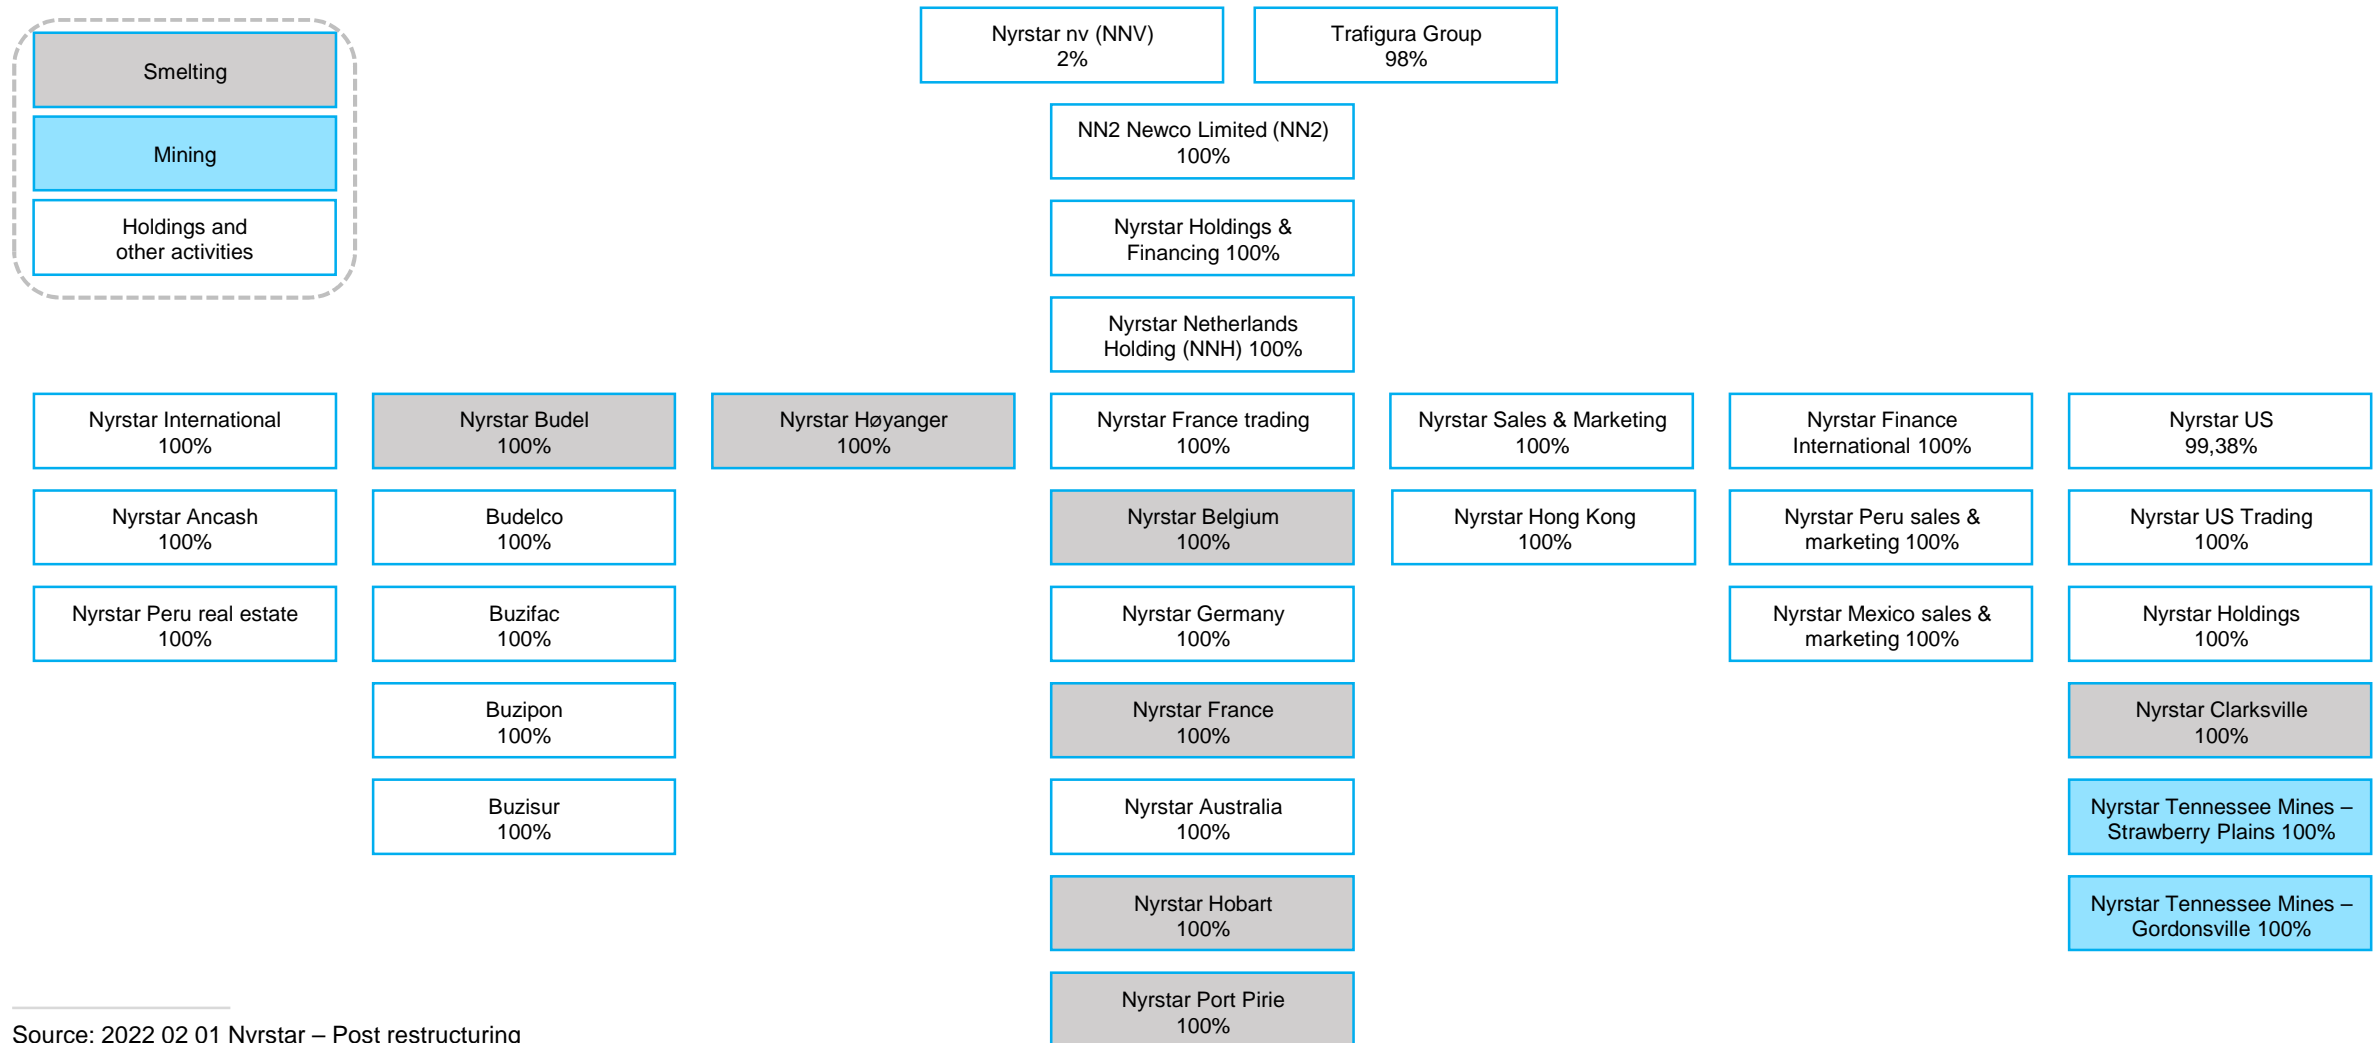 Smelting
Mining
Holdings and
other activities
Nyrstar nv (NNV)
2%
Trafigura Group
98%
NN2 Newco Limited (NN2)
100%
Nyrstar Holdings &
Financing 100%
Nyrstar Netherlands
Holding (NNH) 100%
Nyrstar International
100%
Nyrstar Budel
100%
Nyrstar Høyanger
100%
Nyrstar France trading
100%
Nyrstar Sales & Marketing
100%
Nyrstar Finance
International 100%
Nyrstar US
99,38%
Nyrstar Ancash
100%
Budelco
100%
Nyrstar Belgium
100%
Nyrstar Hong Kong
100%
Nyrstar Peru sales &
marketing 100%
Nyrstar US Trading
100%
Nyrstar Peru real estate
100%
Buzifac
100%
Nyrstar Germany
100%
Nyrstar Mexico sales &
marketing 100%
Nyrstar Holdings
100%
Buzipon
100%
Nyrstar France
100%
Nyrstar Clarksville
100%
Buzisur
100%
Nyrstar Australia
100%
Nyrstar Tennessee Mines –
Strawberry Plains 100%
Nyrstar Hobart
100%
Nyrstar Tennessee Mines –
Gordonsville 100%
Nyrstar Port Pirie
100%
Source: 2022 02 01 Nyrstar – Post restructuring